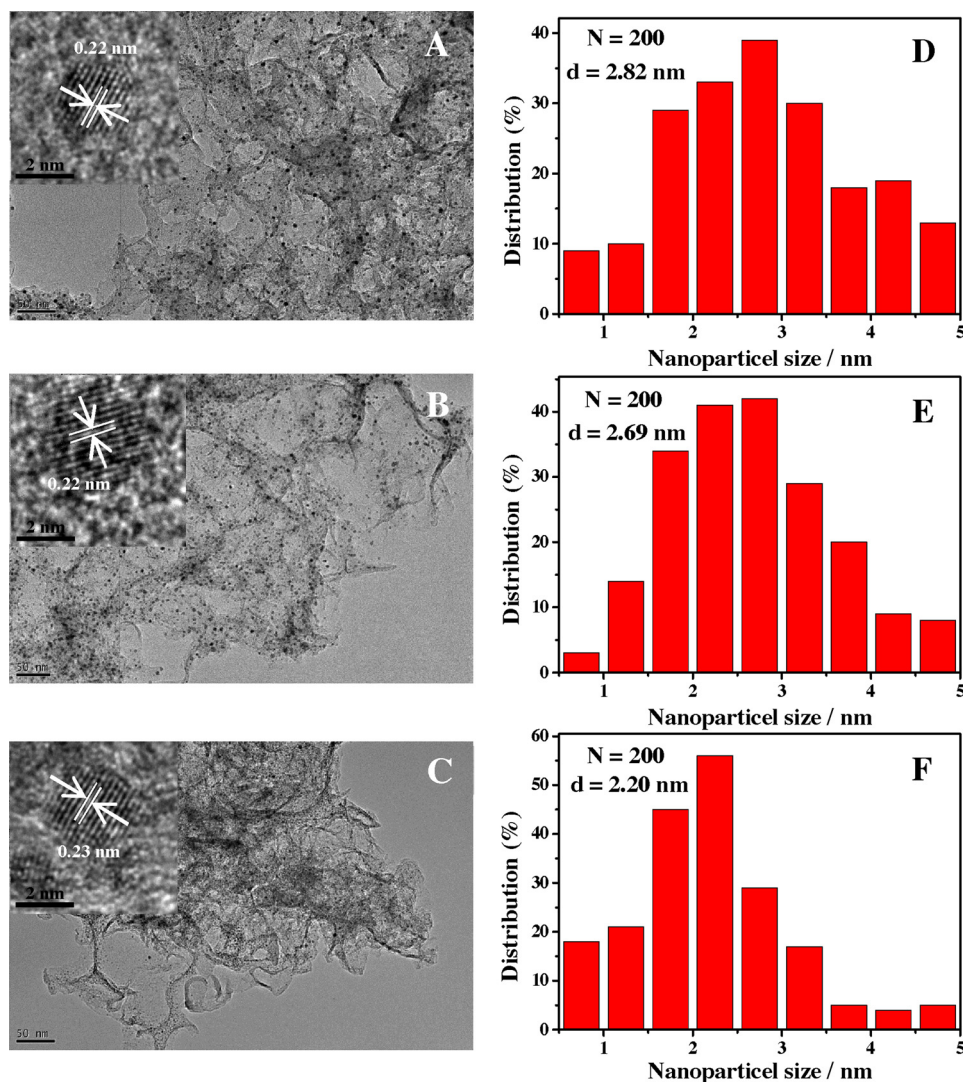 A
0.22 nm
2 nm
50 nm
D
N = 200
d = 2.82 nm
Distribution (%)
40
30
20
10
0
1 2 3 4 5
Nanoparticel size / nm
B
0.22 nm
2 nm
50 nm
E
N = 200
d = 2.69 nm
Distribution (%)
40
30
20
10
0
1 2 3 4 5
Nanoparticel size / nm
C
0.23 nm
2 nm
50 nm
F
N = 200
d = 2.20 nm
Distribution (%)
60
50
40
30
20
10
0
1 2 3 4 5
Nanoparticel size / nm